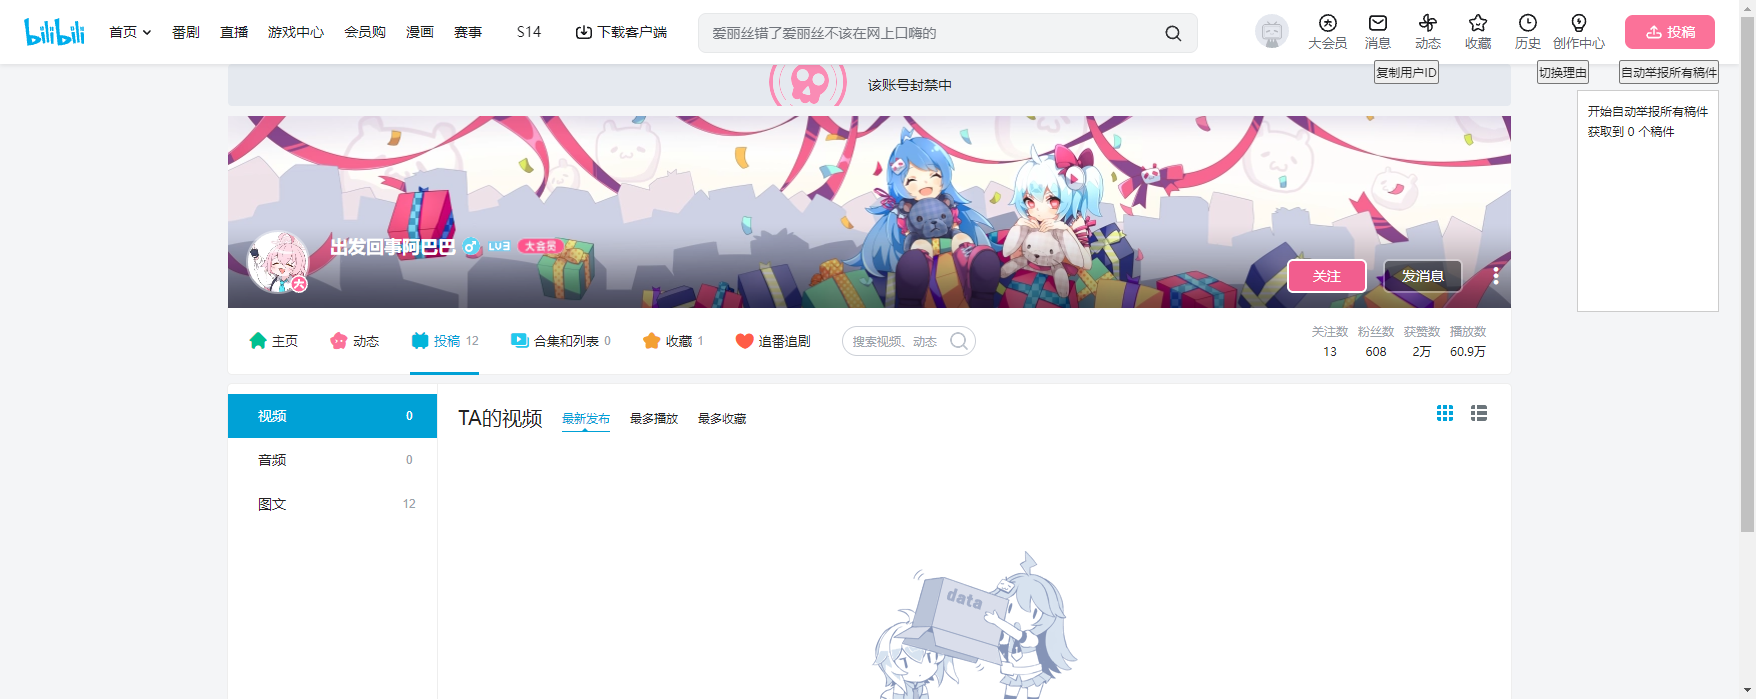 bilibili 首页 番剧 直播 游戏中心 会员购 漫画 赛事 S14 下载客户端 爱丽丝错了爱丽丝不该在网上口嗨的 大会员 消息 动态 收藏 历史 创作中心 投稿
复制用户ID 切换理由 自动举报所有稿件
该账号封禁中
开始自动举报所有稿件
获取到 0 个稿件
出发回事阿巴巴 LV3 大会员
大
关注 发消息
主页 动态 投稿 12 合集和列表 0 收藏 1 追番追剧 搜索视频、动态
关注数 粉丝数 获赞数 播放数
13 608 2万 60.9万
视频 0
音频 0
图文 12
TA的视频 最新发布 最多播放 最多收藏
data